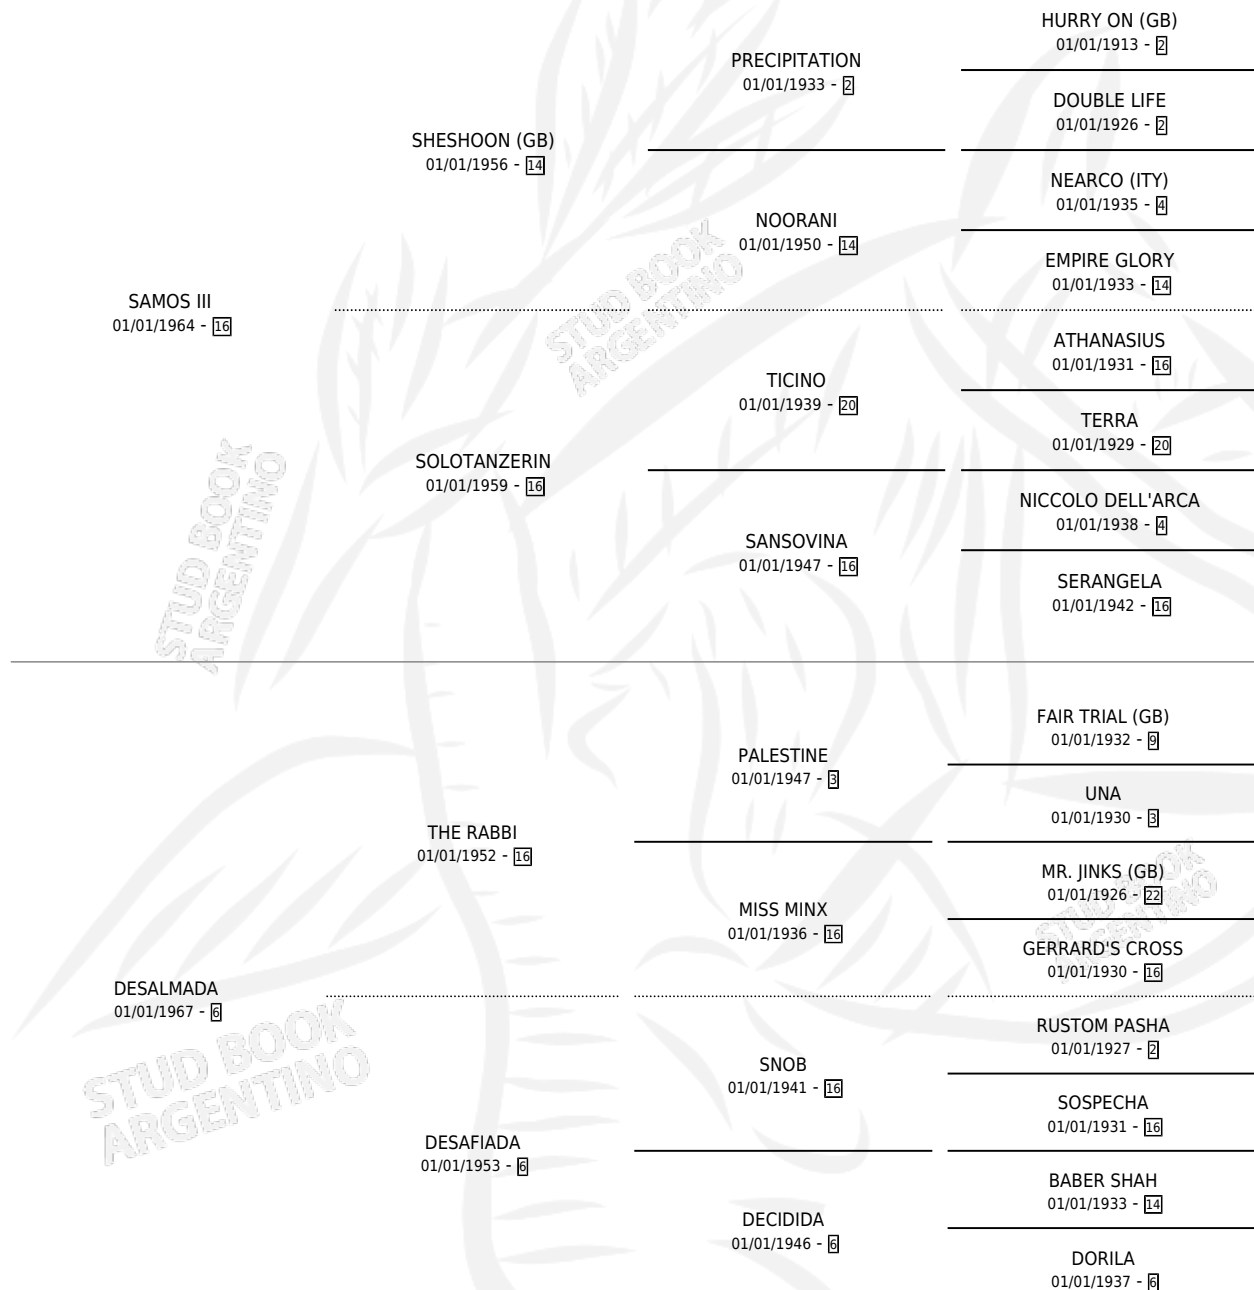 HURRY ON (GB)
01/01/1913 - 2
PRECIPITATION
01/01/1933 - 2
DOUBLE LIFE
01/01/1926 - 2
SHESHOON (GB)
01/01/1956 - 14
NEARCO (ITY)
01/01/1935 - 4
NOORANI
01/01/1950 - 14
EMPIRE GLORY
01/01/1933 - 14
SAMOS III
01/01/1964 - 16
ATHANASIUS
01/01/1931 - 16
TICINO
01/01/1939 - 20
TERRA
01/01/1929 - 20
SOLOTANZERIN
01/01/1959 - 16
NICCOLO DELL'ARCA
01/01/1938 - 4
SANSOVINA
01/01/1947 - 16
SERANGELA
01/01/1942 - 16
FAIR TRIAL (GB)
01/01/1932 - 9
PALESTINE
01/01/1947 - 3
UNA
01/01/1930 - 3
THE RABBI
01/01/1952 - 16
MR. JINKS (GB)
01/01/1926 - 22
MISS MINX
01/01/1936 - 16
GERRARD'S CROSS
01/01/1930 - 16
DESALMADA
01/01/1967 - 6
RUSTOM PASHA
01/01/1927 - 2
SNOB
01/01/1941 - 16
SOSPECHA
01/01/1931 - 16
DESAFIADA
01/01/1953 - 6
BABER SHAH
01/01/1933 - 14
DECIDIDA
01/01/1946 - 6
DORILA
01/01/1937 - 6
STUD BOOK
ARGENTINO
STUD BOOK
ARGENTINO
STUD BOOK
ARGENTINO
STUD BOOK
ARGENTINO